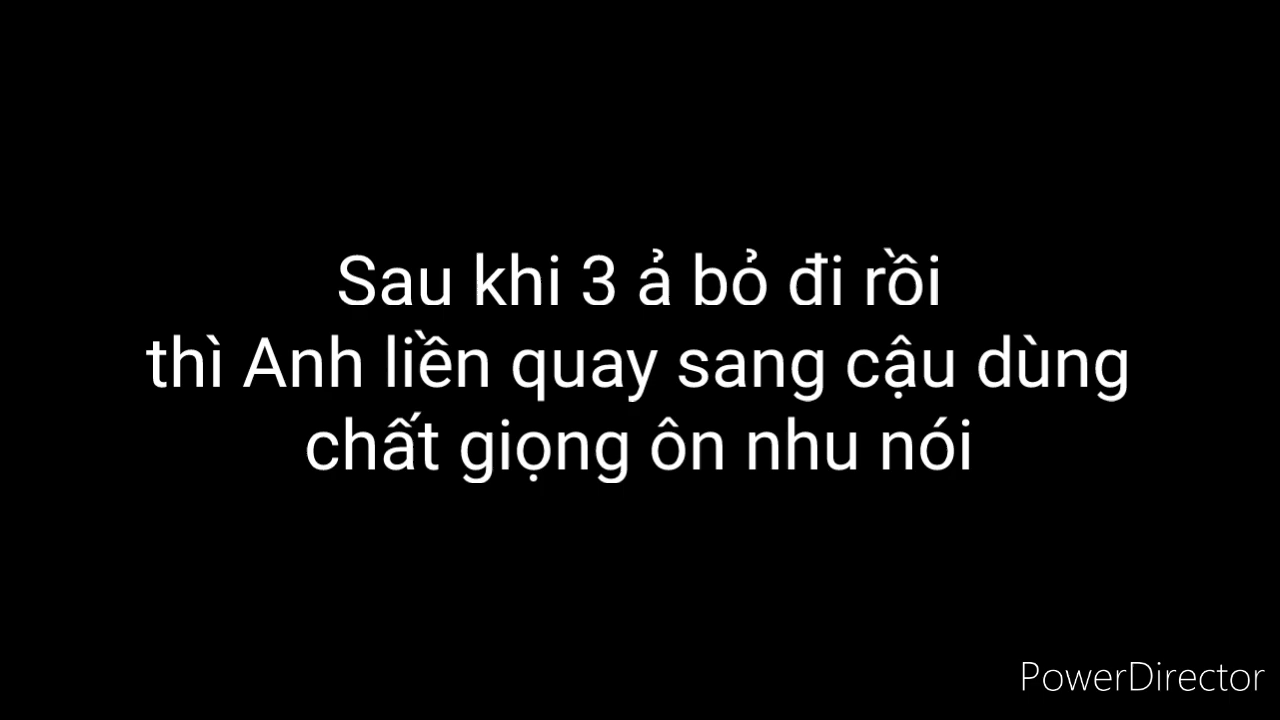 Sau khi 3 ả bỏ đi rồi
thì Anh liền quay sang cậu dùng
chất giọng ôn nhu nói
PowerDirector